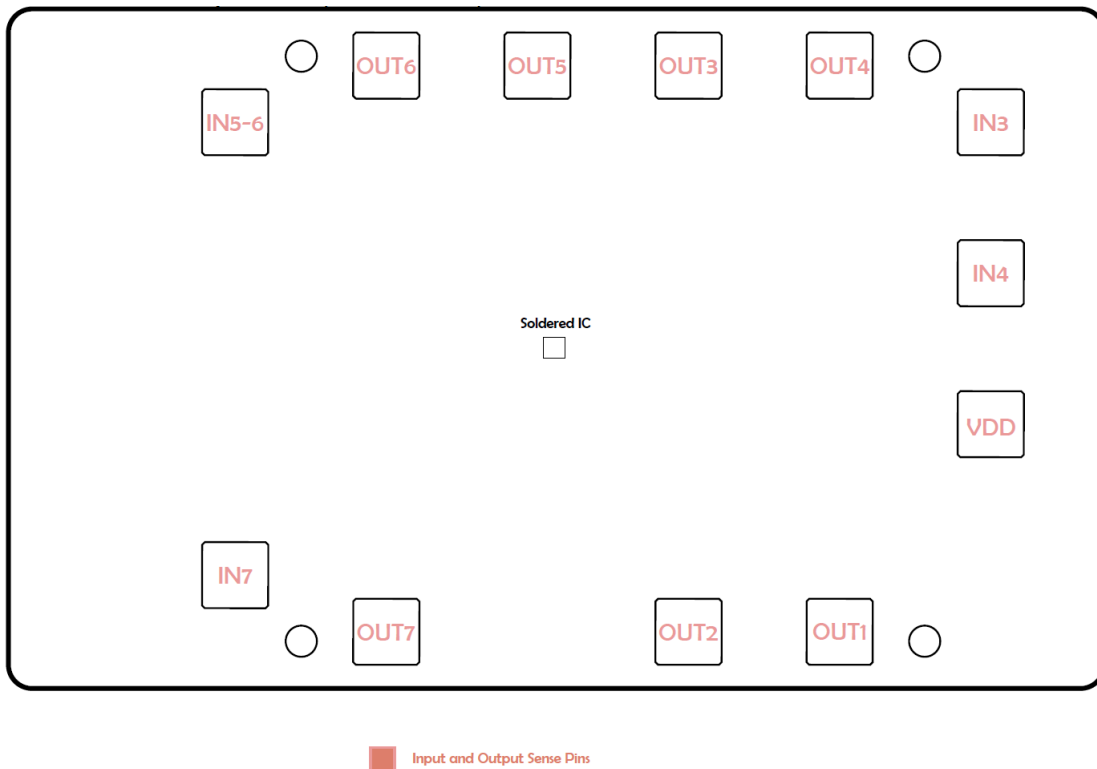 OUT6
OUT5
OUT3
OUT4
IN5-6
IN3
IN4
Soldered IC
VDD
IN7
OUT7
OUT2
OUT1
Input and Output Sense Pins